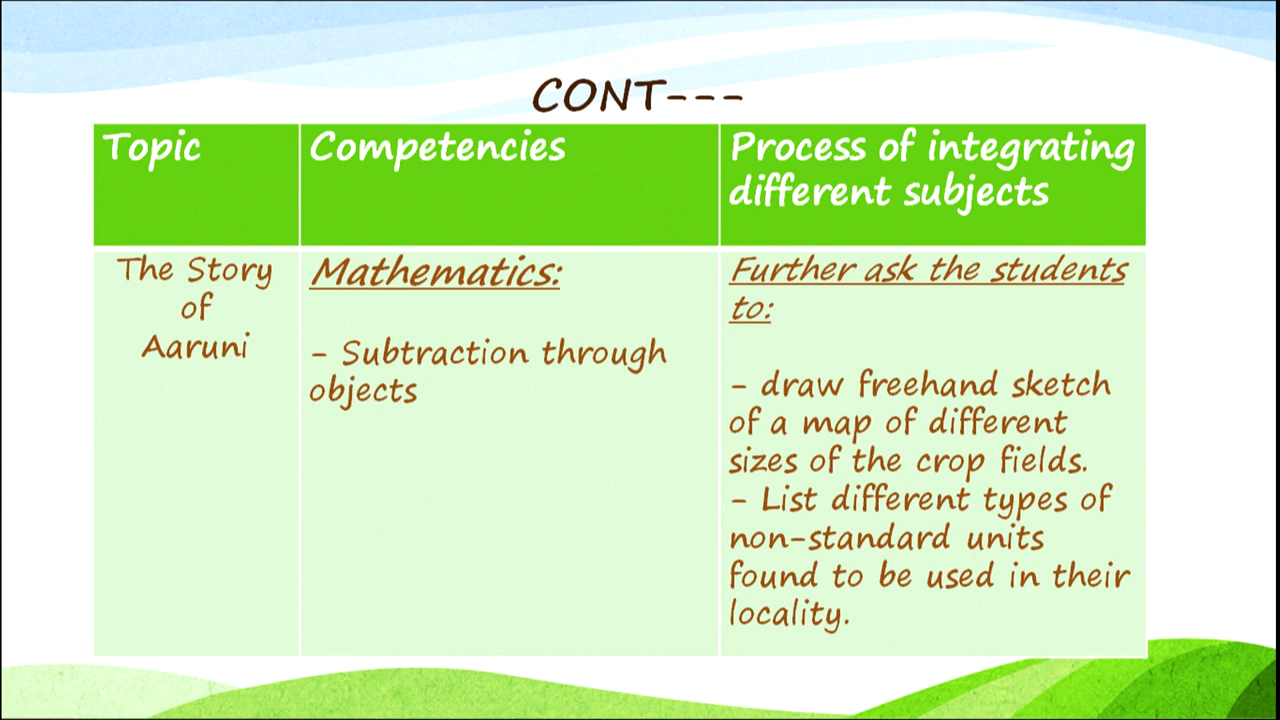 CONT---
Topic
Competencies
Process of integrating
different subjects
The Story
of
Aaruni
Mathematics:
- Subtraction through
objects
Further ask the students
to:
- draw freehand sketch
of a map of different
sizes of the crop fields.
- List different types of
non-standard units
found to be used in their
locality.